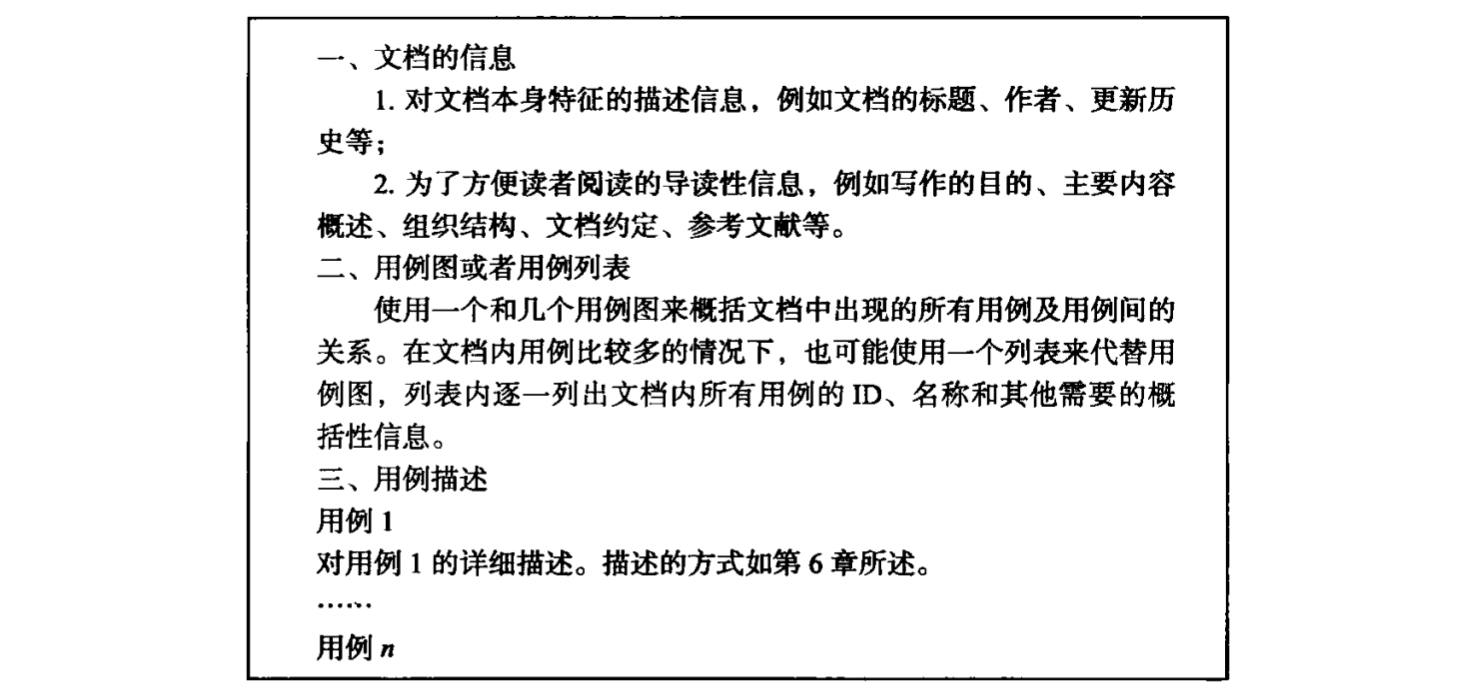 一、文档的信息
1. 对文档本身特征的描述信息，例如文档的标题、作者、更新历
史等；
2. 为了方便读者阅读的导读性信息，例如写作的目的、主要内容
概述、组织结构、文档约定、参考文献等。
二、用例图或者用例列表
使用一个和几个用例图来概括文档中出现的所有用例及用例间的
关系。在文档内用例比较多的情况下，也可能使用一个列表来代替用
例图，列表内逐一列出文档内所有用例的 ID、名称和其他需要的概
括性信息。
三、用例描述
用例 1
对用例 1 的详细描述。描述的方式如第 6 章所述。
……
用例 n